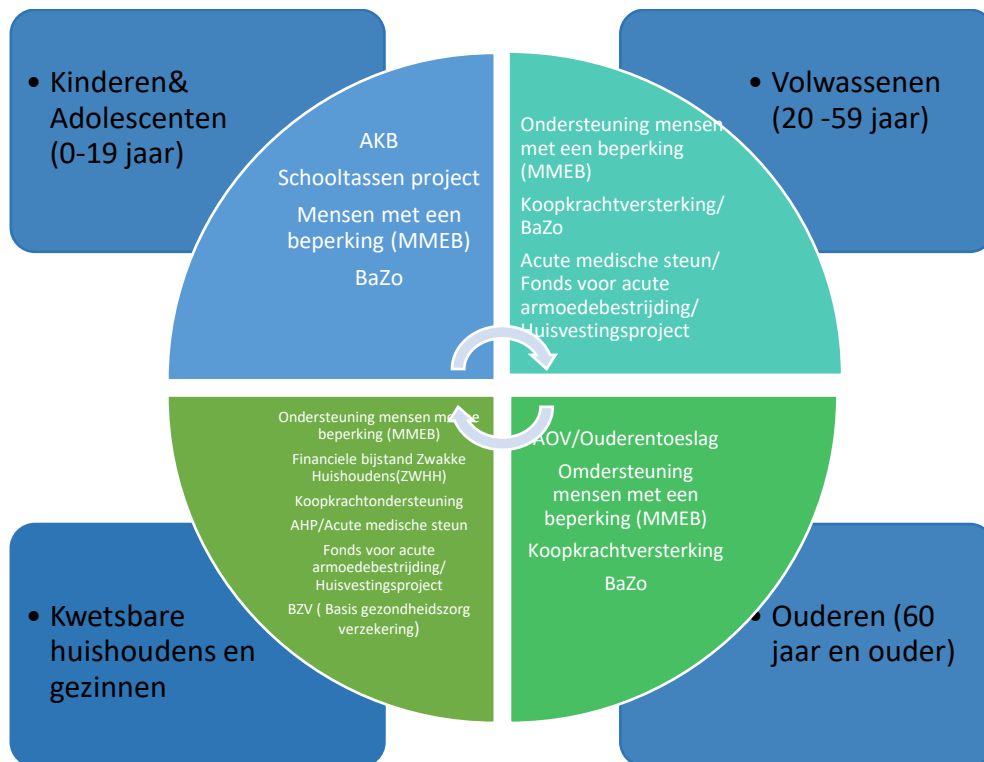 • Kinderen&
Adolescenten
(0-19 jaar)
AKB
Schooltassen project
Mensen met een
beperking (MMEB)
BaZo
• Volwassenen
(20 -59 jaar)
Ondersteuning mensen
met een beperking
(MMEB)
Koopkrachtversterking/
BaZo
Acute medische steun/
Fonds voor acute
armoedebestrijding/
Huisvestingsproject
Ondersteuning mensen me
beperking (MMEB)
Financiele bijstand Zwakke
Huishoudens(ZWHH)
Koopkrachtondersteuning
AHP/Acute medische steun
Fonds voor acute
armoedebestrijding/
Huisvestingsproject
BZV ( Basis gezondheidszorg
verzekering)
• Kwetsbare
huishoudens en
gezinnen
AOV/Ouderentoeslag
Omdersteuning
mensen met een
beperking (MMEB)
Koopkrachtversterking
BaZo
• Ouderen (60
jaar en ouder)